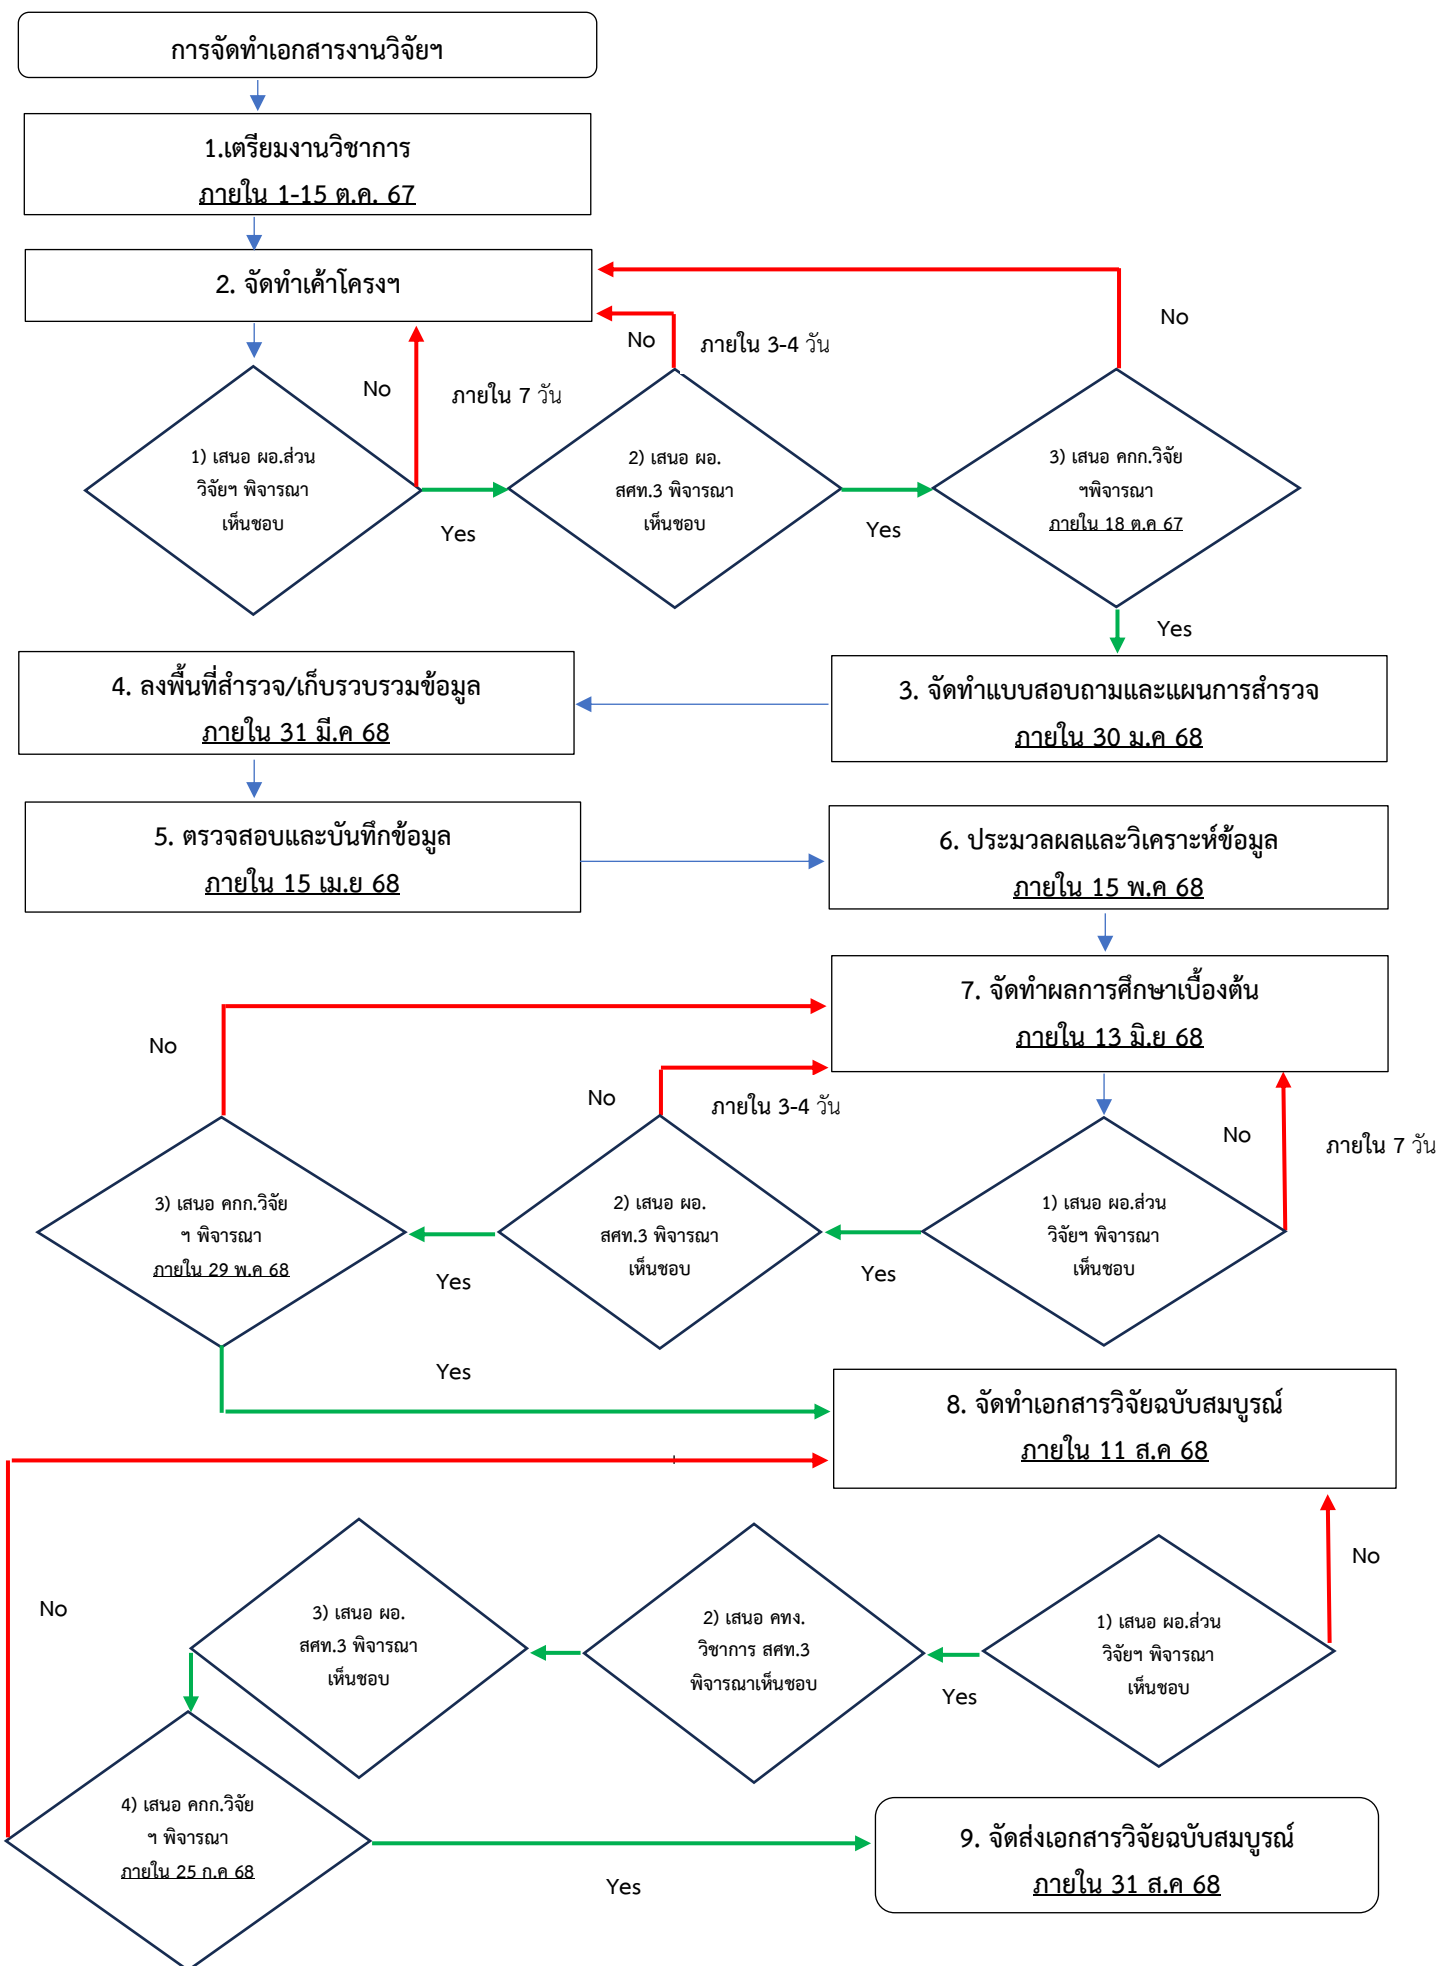 การจัดทำเอกสารงานวิจัยฯ
1.เตรียมงานวิชาการ
ภายใน 1-15 ต.ค. 67
2. จัดทำเค้าโครงฯ
No
No
ภายใน 3-4 วัน
No
ภายใน 7 วัน
1) เสนอ ผอ.ส่วน
วิจัยฯ พิจารณา
เห็นชอบ
Yes
2) เสนอ ผอ.
สศท.3 พิจารณา
เห็นชอบ
Yes
3) เสนอ คกก.วิจัย
ฯพิจารณา
ภายใน 18 ต.ค 67
Yes
4. ลงพื้นที่สำรวจ/เก็บรวบรวมข้อมูล
ภายใน 31 มี.ค 68
3. จัดทำแบบสอบถามและแผนการสำรวจ
ภายใน 30 ม.ค 68
5. ตรวจสอบและบันทึกข้อมูล
ภายใน 15 เม.ย 68
6. ประมวลผลและวิเคราะห์ข้อมูล
ภายใน 15 พ.ค 68
7. จัดทำผลการศึกษาเบื้องต้น
ภายใน 13 มิ.ย 68
No
No
ภายใน 3-4 วัน
No
ภายใน 7 วัน
3) เสนอ คกก.วิจัย
ฯ พิจารณา
ภายใน 29 พ.ค 68
Yes
2) เสนอ ผอ.
สศท.3 พิจารณา
เห็นชอบ
Yes
1) เสนอ ผอ.ส่วน
วิจัยฯ พิจารณา
เห็นชอบ
Yes
8. จัดทำเอกสารวิจัยฉบับสมบูรณ์
ภายใน 11 ส.ค 68
No
No
3) เสนอ ผอ.
สศท.3 พิจารณา
เห็นชอบ
2) เสนอ คทง.
วิชาการ สศท.3
พิจารณาเห็นชอบ
Yes
1) เสนอ ผอ.ส่วน
วิจัยฯ พิจารณา
เห็นชอบ
4) เสนอ คกก.วิจัย
ฯ พิจารณา
ภายใน 25 ก.ค 68
Yes
9. จัดส่งเอกสารวิจัยฉบับสมบูรณ์
ภายใน 31 ส.ค 68